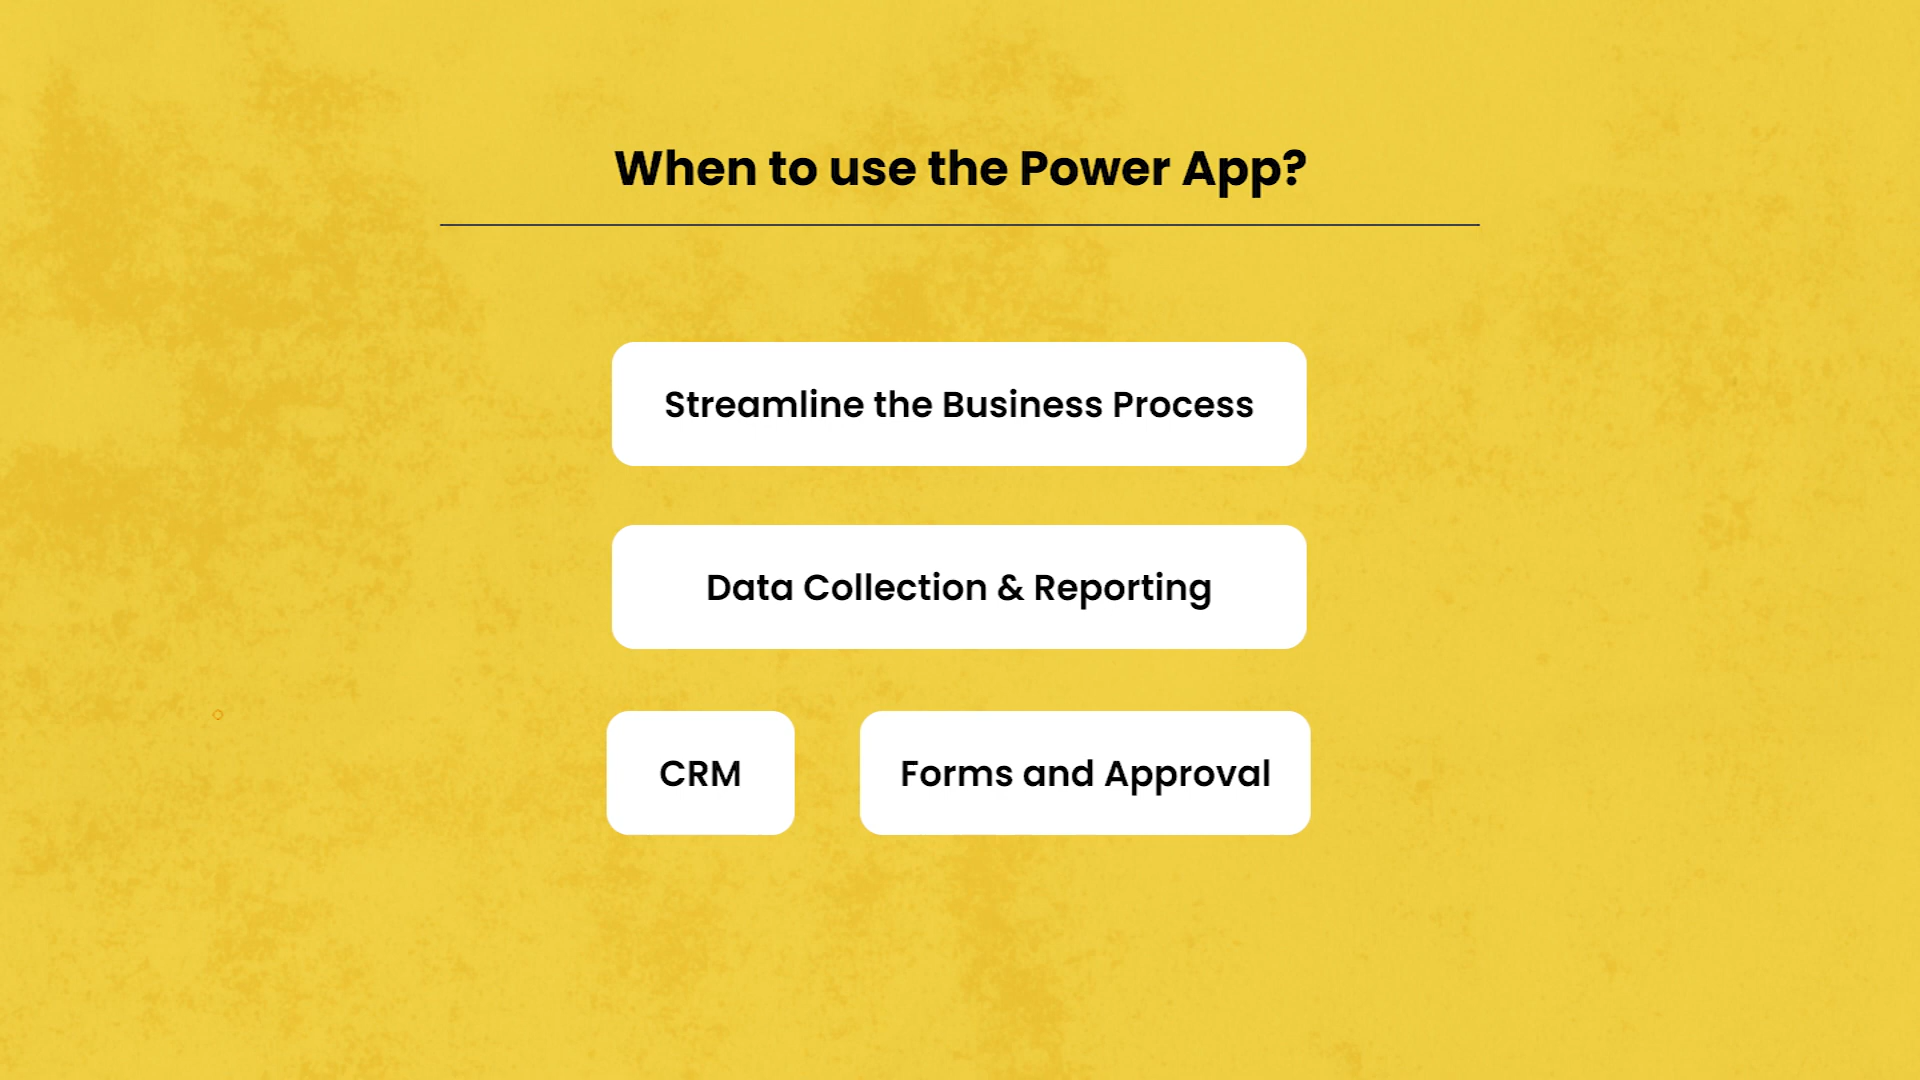 When to use the Power App?
Streamline the Business Process
Data Collection & Reporting
CRM
Forms and Approval